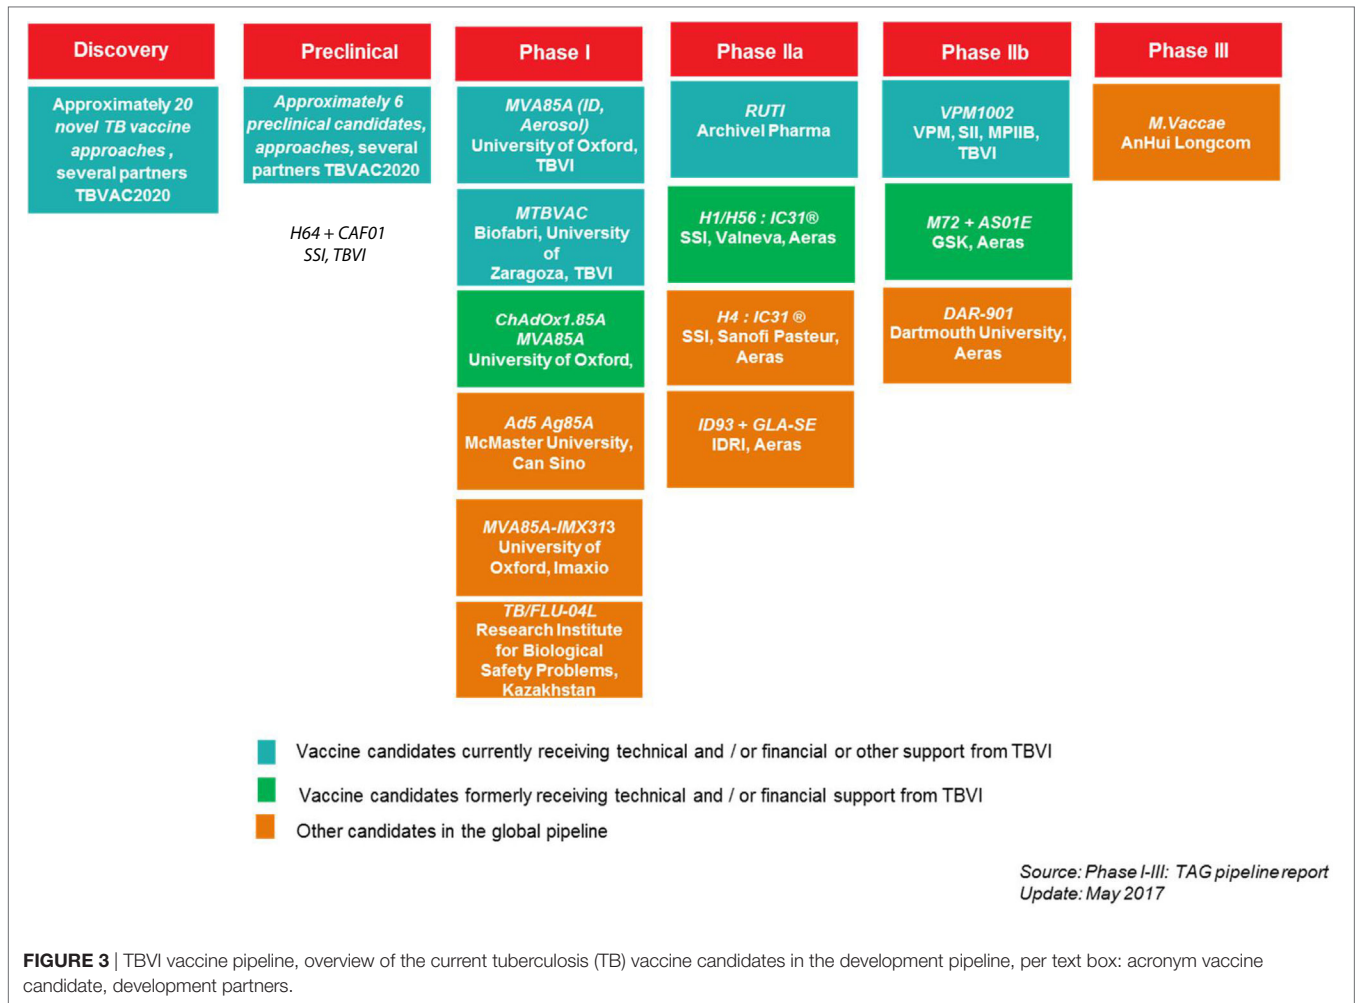 Discovery
Approximately 20
novel TB vaccine
approaches ,
several partners
TBVAC2020
Preclinical
Approximately 6
preclinical candidates,
approaches, several
partners TBVAC2020
H64 + CAF01
SSI, TBVI
Phase I
MVA85A (ID,
Aerosol)
University of Oxford,
TBVI
MTBVAC
Biofabri, University
of
Zaragoza, TBVI
ChAdOx1.85A
MVA85A
University of Oxford,
Ad5 Ag85A
McMaster University,
Can Sino
MVA85A-IMX313
University of
Oxford, Imaxio
TB/FLU-04L
Research Institute
for Biological
Safety Problems,
Kazakhstan
Phase IIa
RUTI
Archivel Pharma
H1/H56 : IC31®
SSI, Valneva, Aeras
H4 : IC31 ®
SSI, Sanofi Pasteur,
Aeras
ID93 + GLA-SE
IDRI, Aeras
Phase IIb
VPM1002
VPM, SII, MPIIB,
TBVI
M72 + AS01E
GSK, Aeras
DAR-901
Dartmouth University,
Aeras
Phase III
M.Vaccae
AnHui Longcom
Vaccine candidates currently receiving technical and / or financial or other support from TBVI
Vaccine candidates formerly receiving technical and / or financial support from TBVI
Other candidates in the global pipeline
Source: Phase I-III: TAG pipeline report
Update: May 2017
FIGURE 3 | TBVI vaccine pipeline, overview of the current tuberculosis (TB) vaccine candidates in the development pipeline, per text box: acronym vaccine
candidate, development partners.